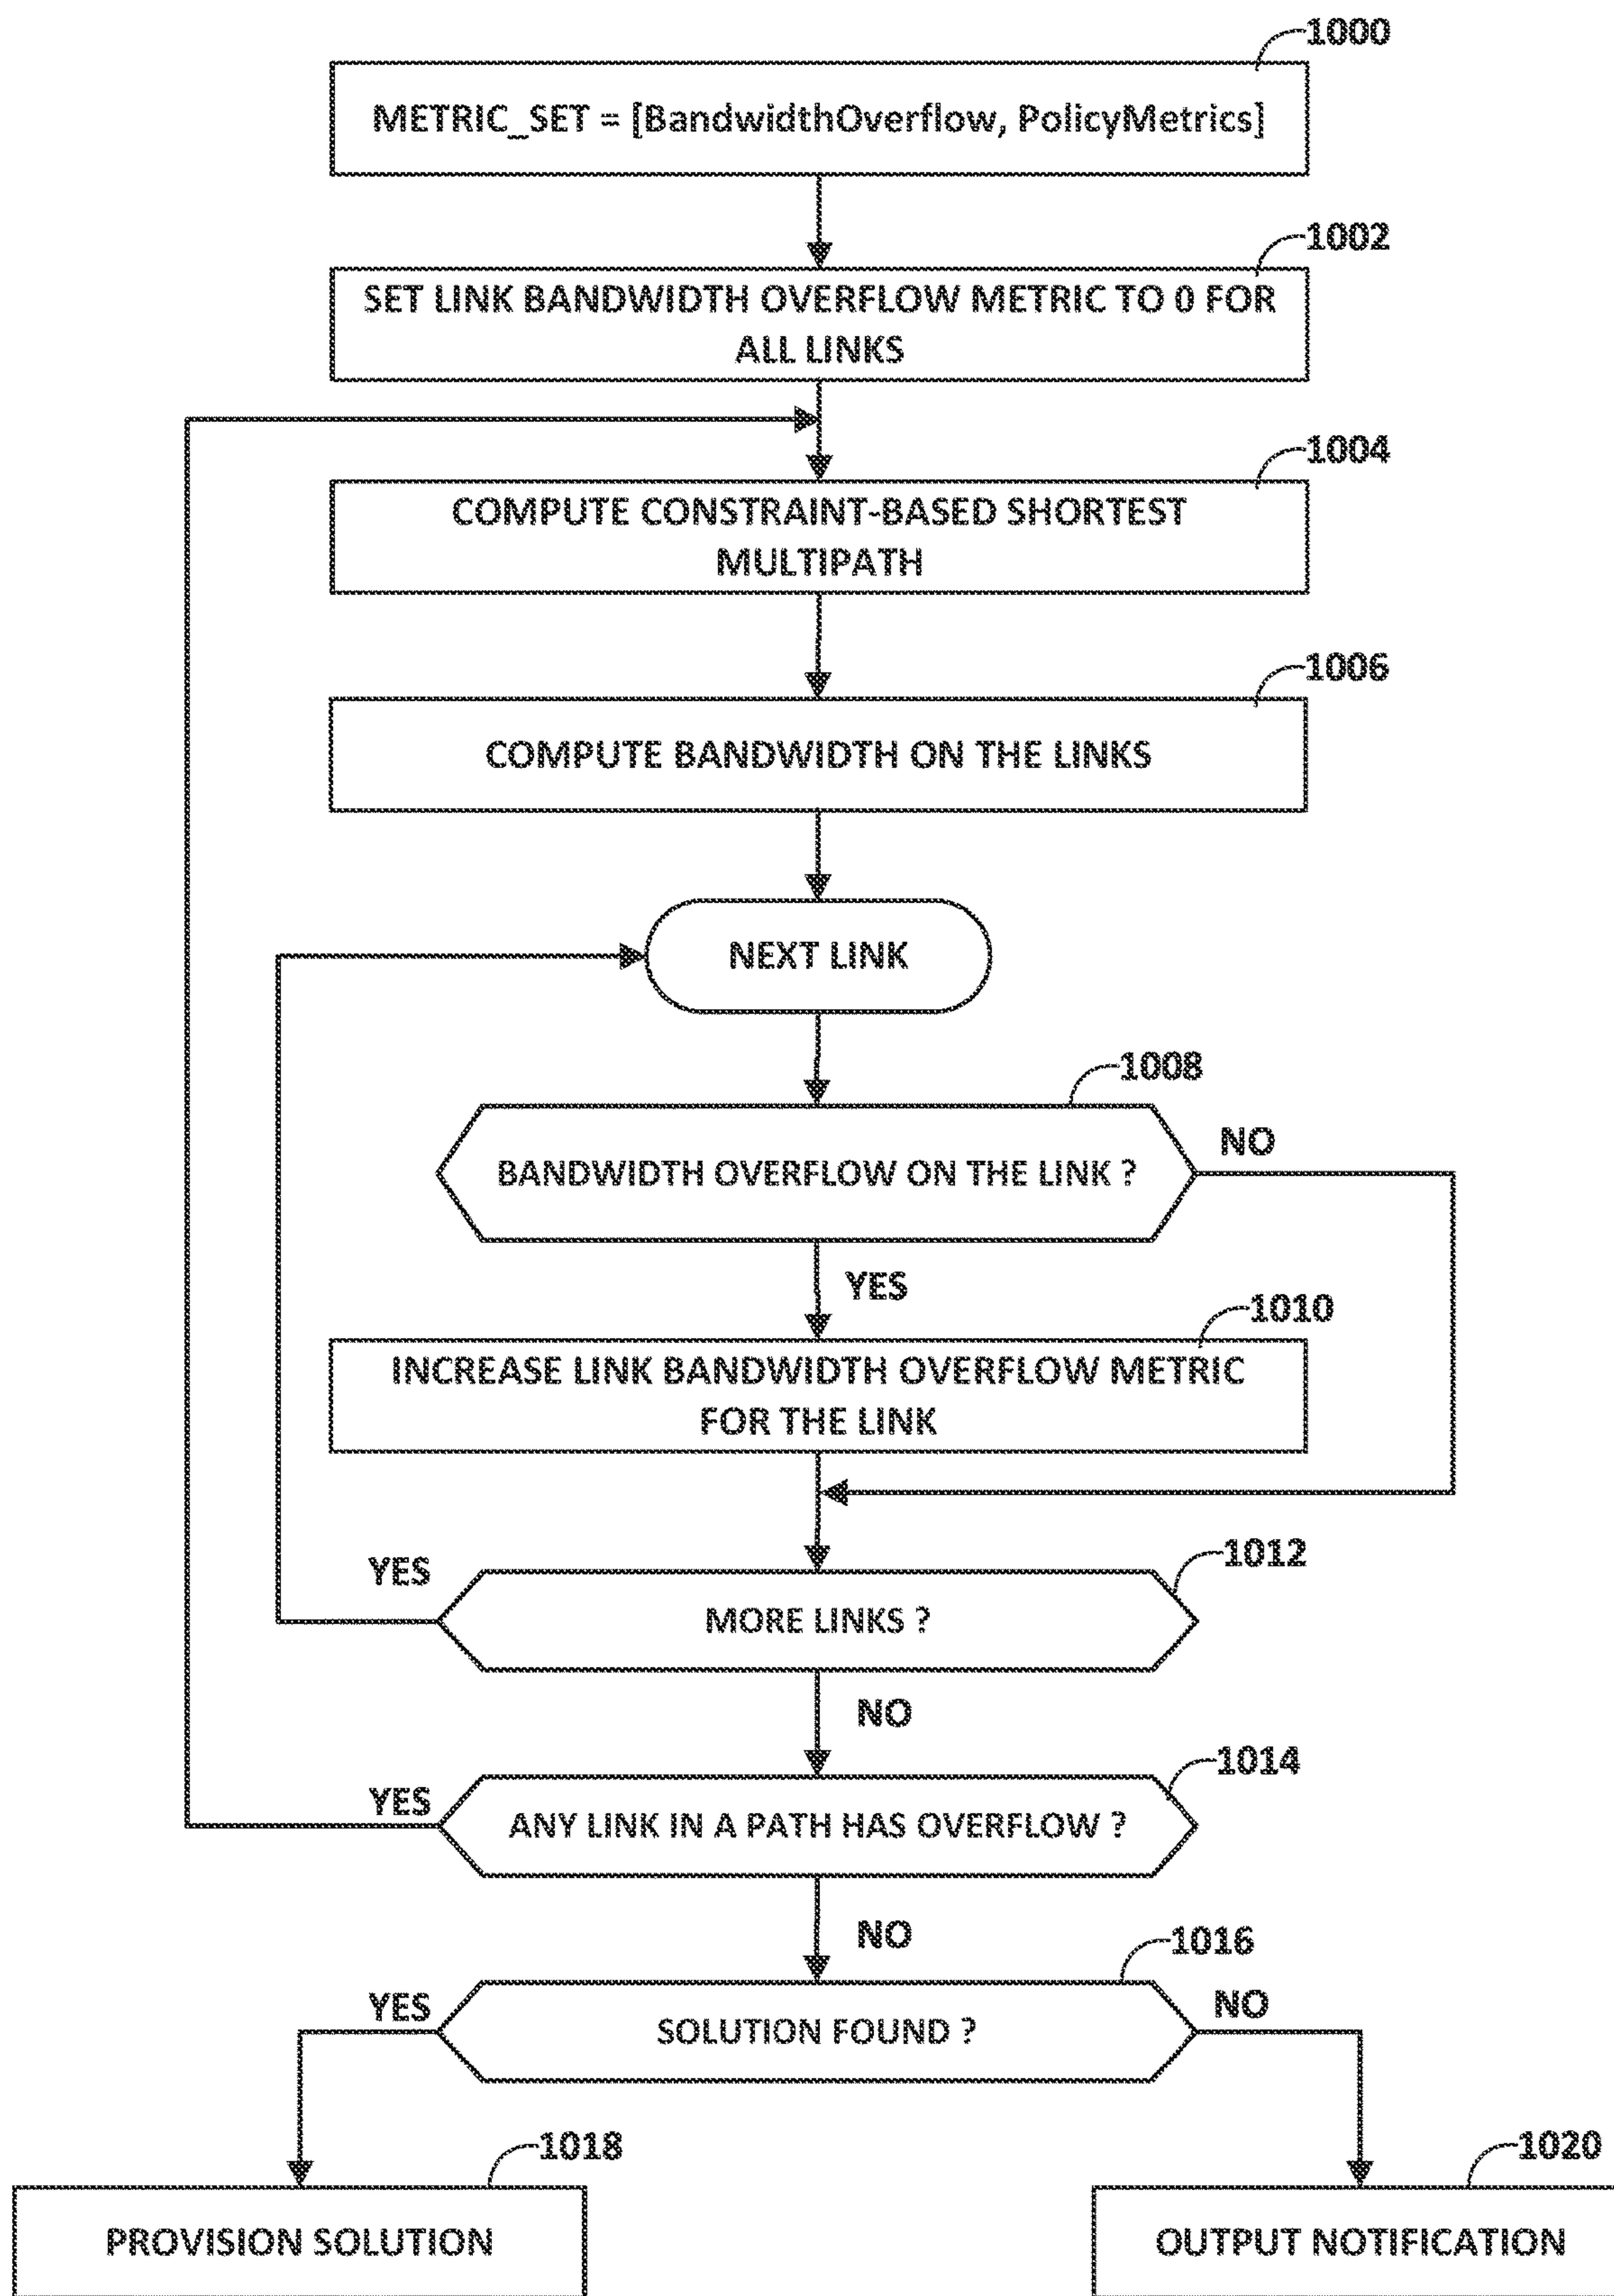 1000
METRIC_SET = [BandwidthOverflow, PolicyMetrics]
1002
SET LINK BANDWIDTH OVERFLOW METRIC TO 0 FOR
ALL LINKS
1004
COMPUTE CONSTRAINT-BASED SHORTEST
MULTIPATH
1006
COMPUTE BANDWIDTH ON THE LINKS
NEXT LINK
1008
BANDWIDTH OVERFLOW ON THE LINK ?
NO
YES
1010
INCREASE LINK BANDWIDTH OVERFLOW METRIC
FOR THE LINK
1012
YES
MORE LINKS ?
NO
1014
YES
ANY LINK IN A PATH HAS OVERFLOW ?
NO
1016
YES
NO
SOLUTION FOUND ?
1018
1020
PROVISION SOLUTION
OUTPUT NOTIFICATION